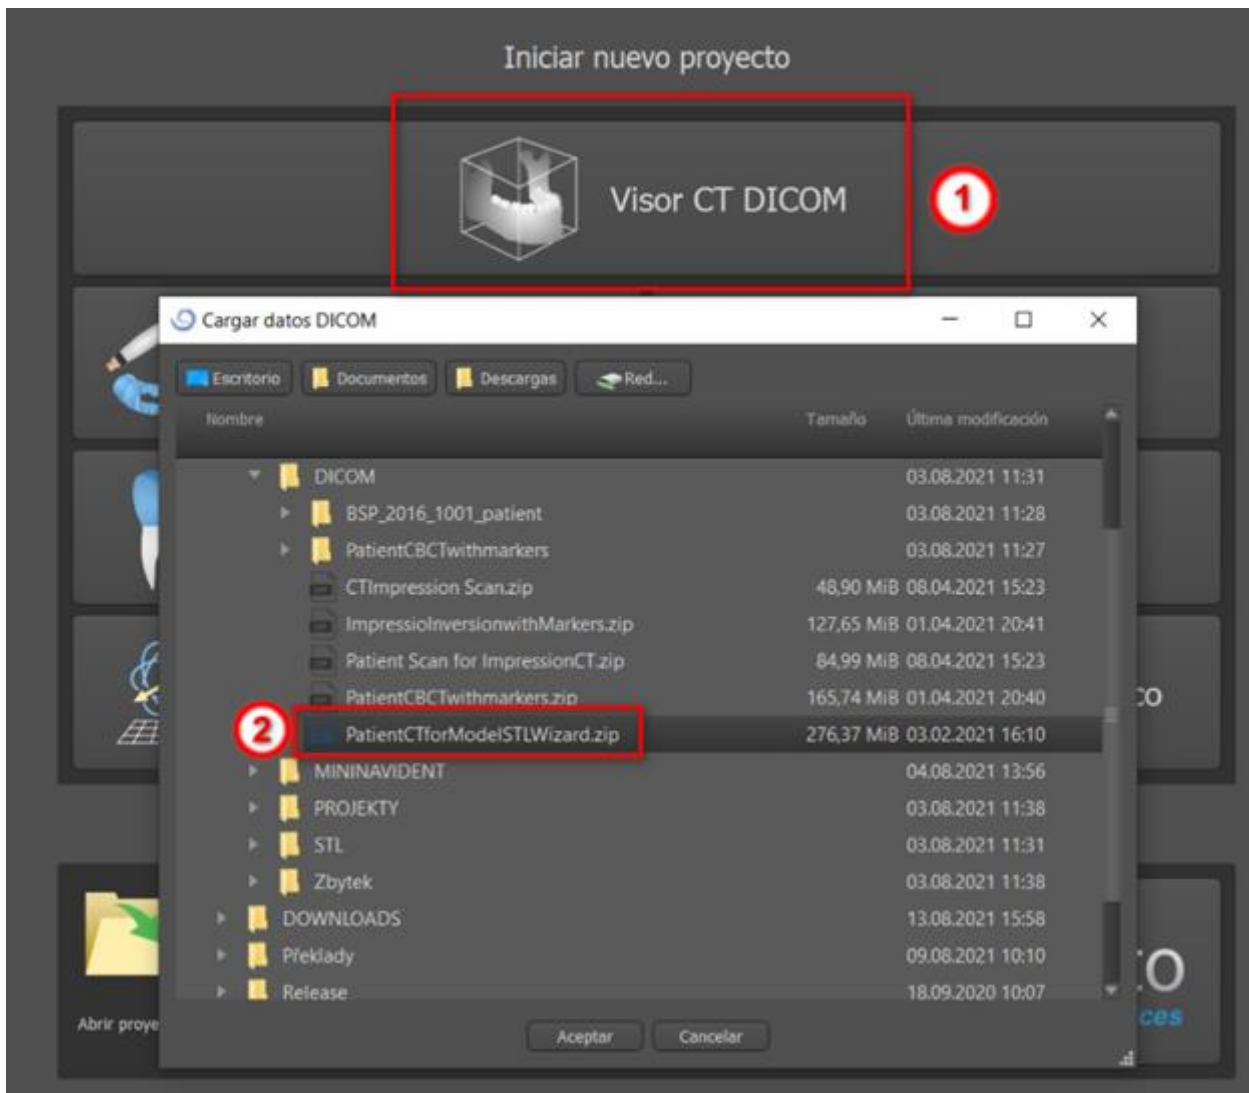 Iniciar nuevo proyecto
Visor CT DICOM
1
Cargar datos DICOM
Escritorio Documentos Descargas Red...
Nombre Tamaño Última modificación
DICOM 03.08.2021 11:31
BSP_2016_1001_patient 03.08.2021 11:28
PatientCBCTwithmarkers 03.08.2021 11:27
CTImpression Scan.zip 48,90 MiB 08.04.2021 15:23
ImpressioInversionwithMarkers.zip 127,65 MiB 01.04.2021 20:41
Patient Scan for ImpressionCT.zip 84,99 MiB 08.04.2021 15:23
PatientCBCTwithmarkers.zip 165,74 MiB 01.04.2021 20:40
2 PatientCTforModelSTLWizard.zip 276,37 MiB 03.02.2021 16:10
MININAVIDENT 04.08.2021 13:56
PROJEKTY 03.08.2021 11:38
STL 03.08.2021 11:31
Zbytek 03.08.2021 11:38
DOWNLOADS 13.08.2021 15:58
Překlady 09.08.2021 10:10
Release 18.09.2020 10:07
Abrir proye
Aceptar Cancelar
co
to
ces